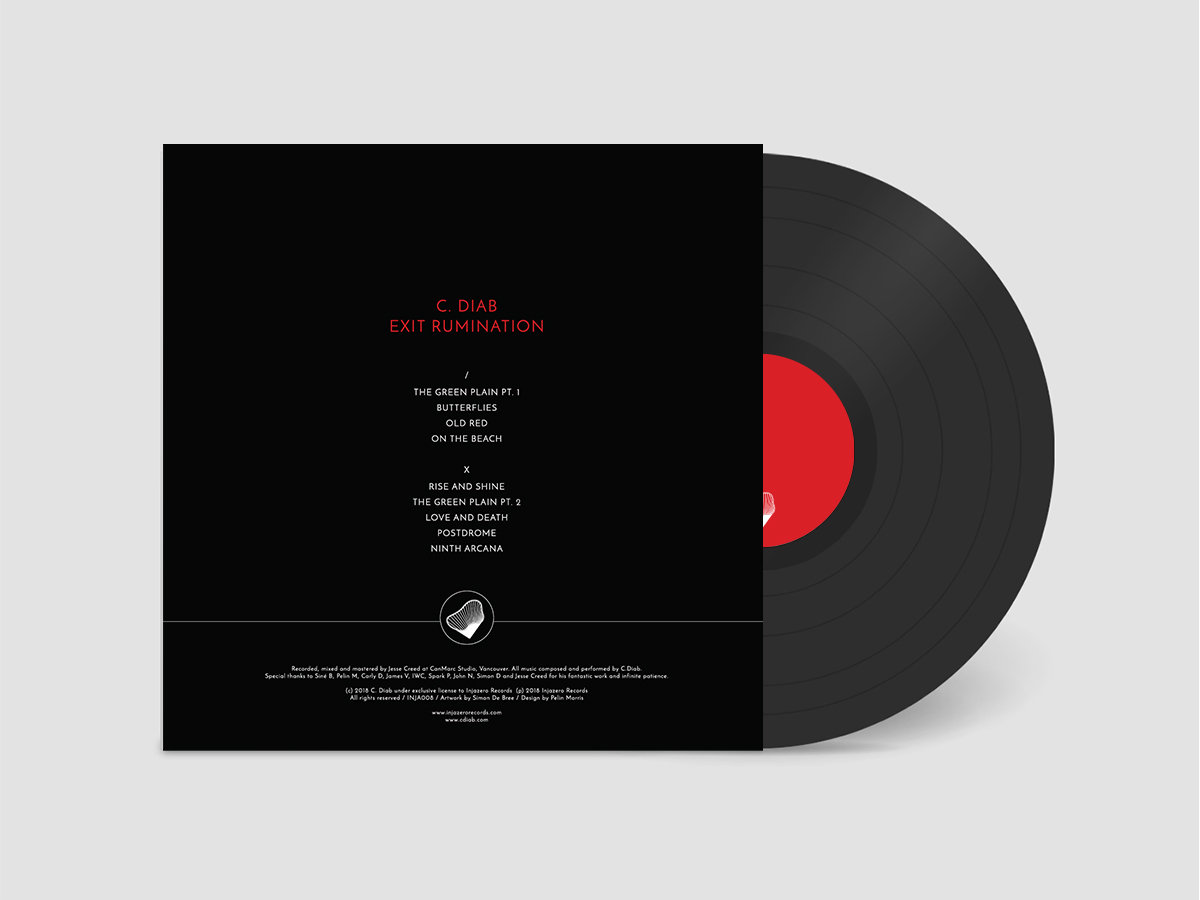 C. DIAB
EXIT RUMINATION
/
THE GREEN PLAIN PT. 1
BUTTERFLIES
OLD RED
ON THE BEACH
X
RISE AND SHINE
THE GREEN PLAIN PT. 2
LOVE AND DEATH
POSTDROME
NINTH ARCANA
Recorded, mixed and mastered by Jesse Creed at CanMarc Studio, Vancouver. All music composed and performed by C.Diab.
Special thanks to Siné B, Pelin M, Carly D, James V, IWC, Spark P, John N, Simon D and Jesse Creed for his fantastic work and infinite patience.
(c) 2018 C. Diab under exclusive license to Injazero Records (p) 2018 Injazero Records
All rights reserved / INJA008 / Artwork by Simon De Bree / Design by Pelin Morris
www.injazerorecords.com
www.cdiab.com